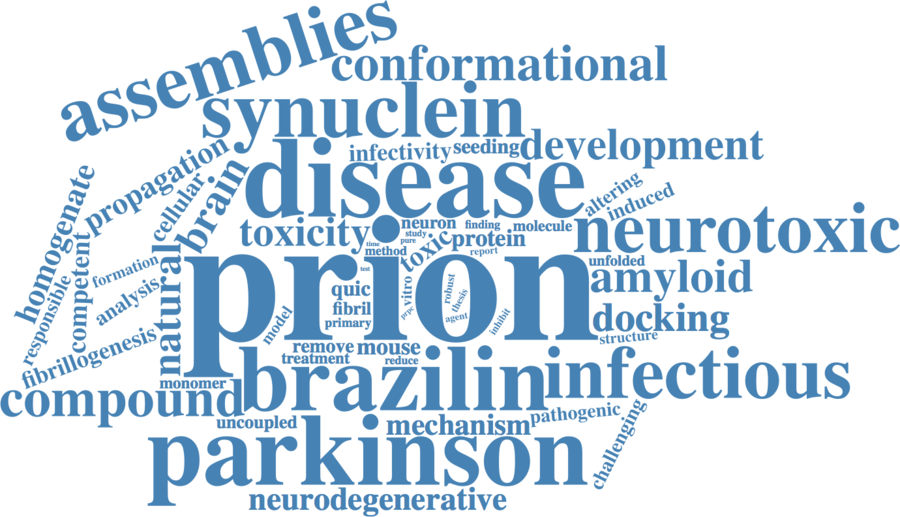 assemblies
conformational
synuclein
infectivity
seeding
development
disease
propagation
cellular
brain
homogenate
responsible
competent
formation
analysis
fibrillogenesis
natural
toxicity
neuron
finding
molecule
study
pure
time
method
toxic
protein
report
altering
induced
neurotoxic
unfolded
amyloid
prion
test
quic
fibril
primary
vitro
prpc
robust
thesis
agent
inhibit
model
docking
structure
remove
mouse
treatment
reduce
monomer
compound
brazilin
infectious
uncoupled
mechanism
pathogenic
challenging
parkinson
neurodegenerative